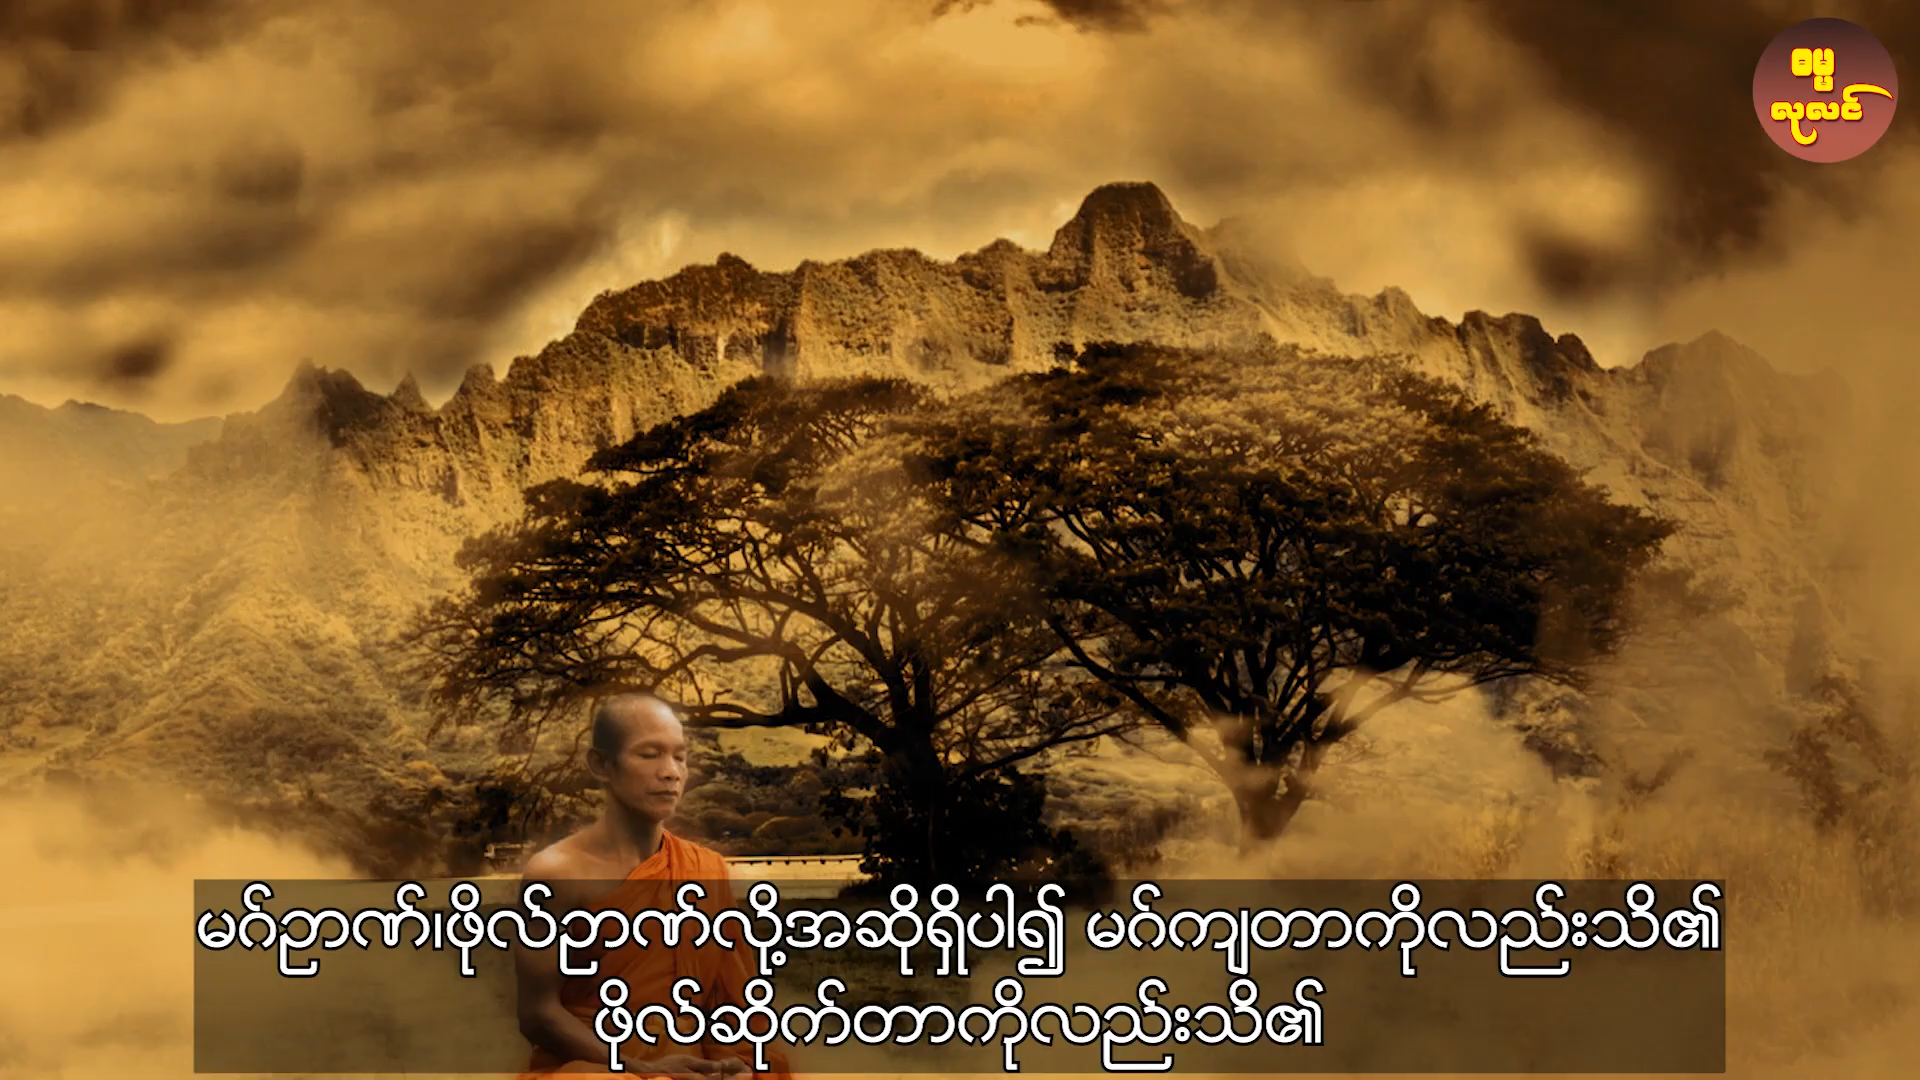 ဓမ္မ
လုလင်
မဂ်ဉာဏ်၊ဖိုလ်ဉာဏ်လို့အဆိုရှိပါ၍ မဂ်ကျတာကိုလည်းသိ၏
ဖိုလ်ဆိုက်တာကိုလည်းသိ၏